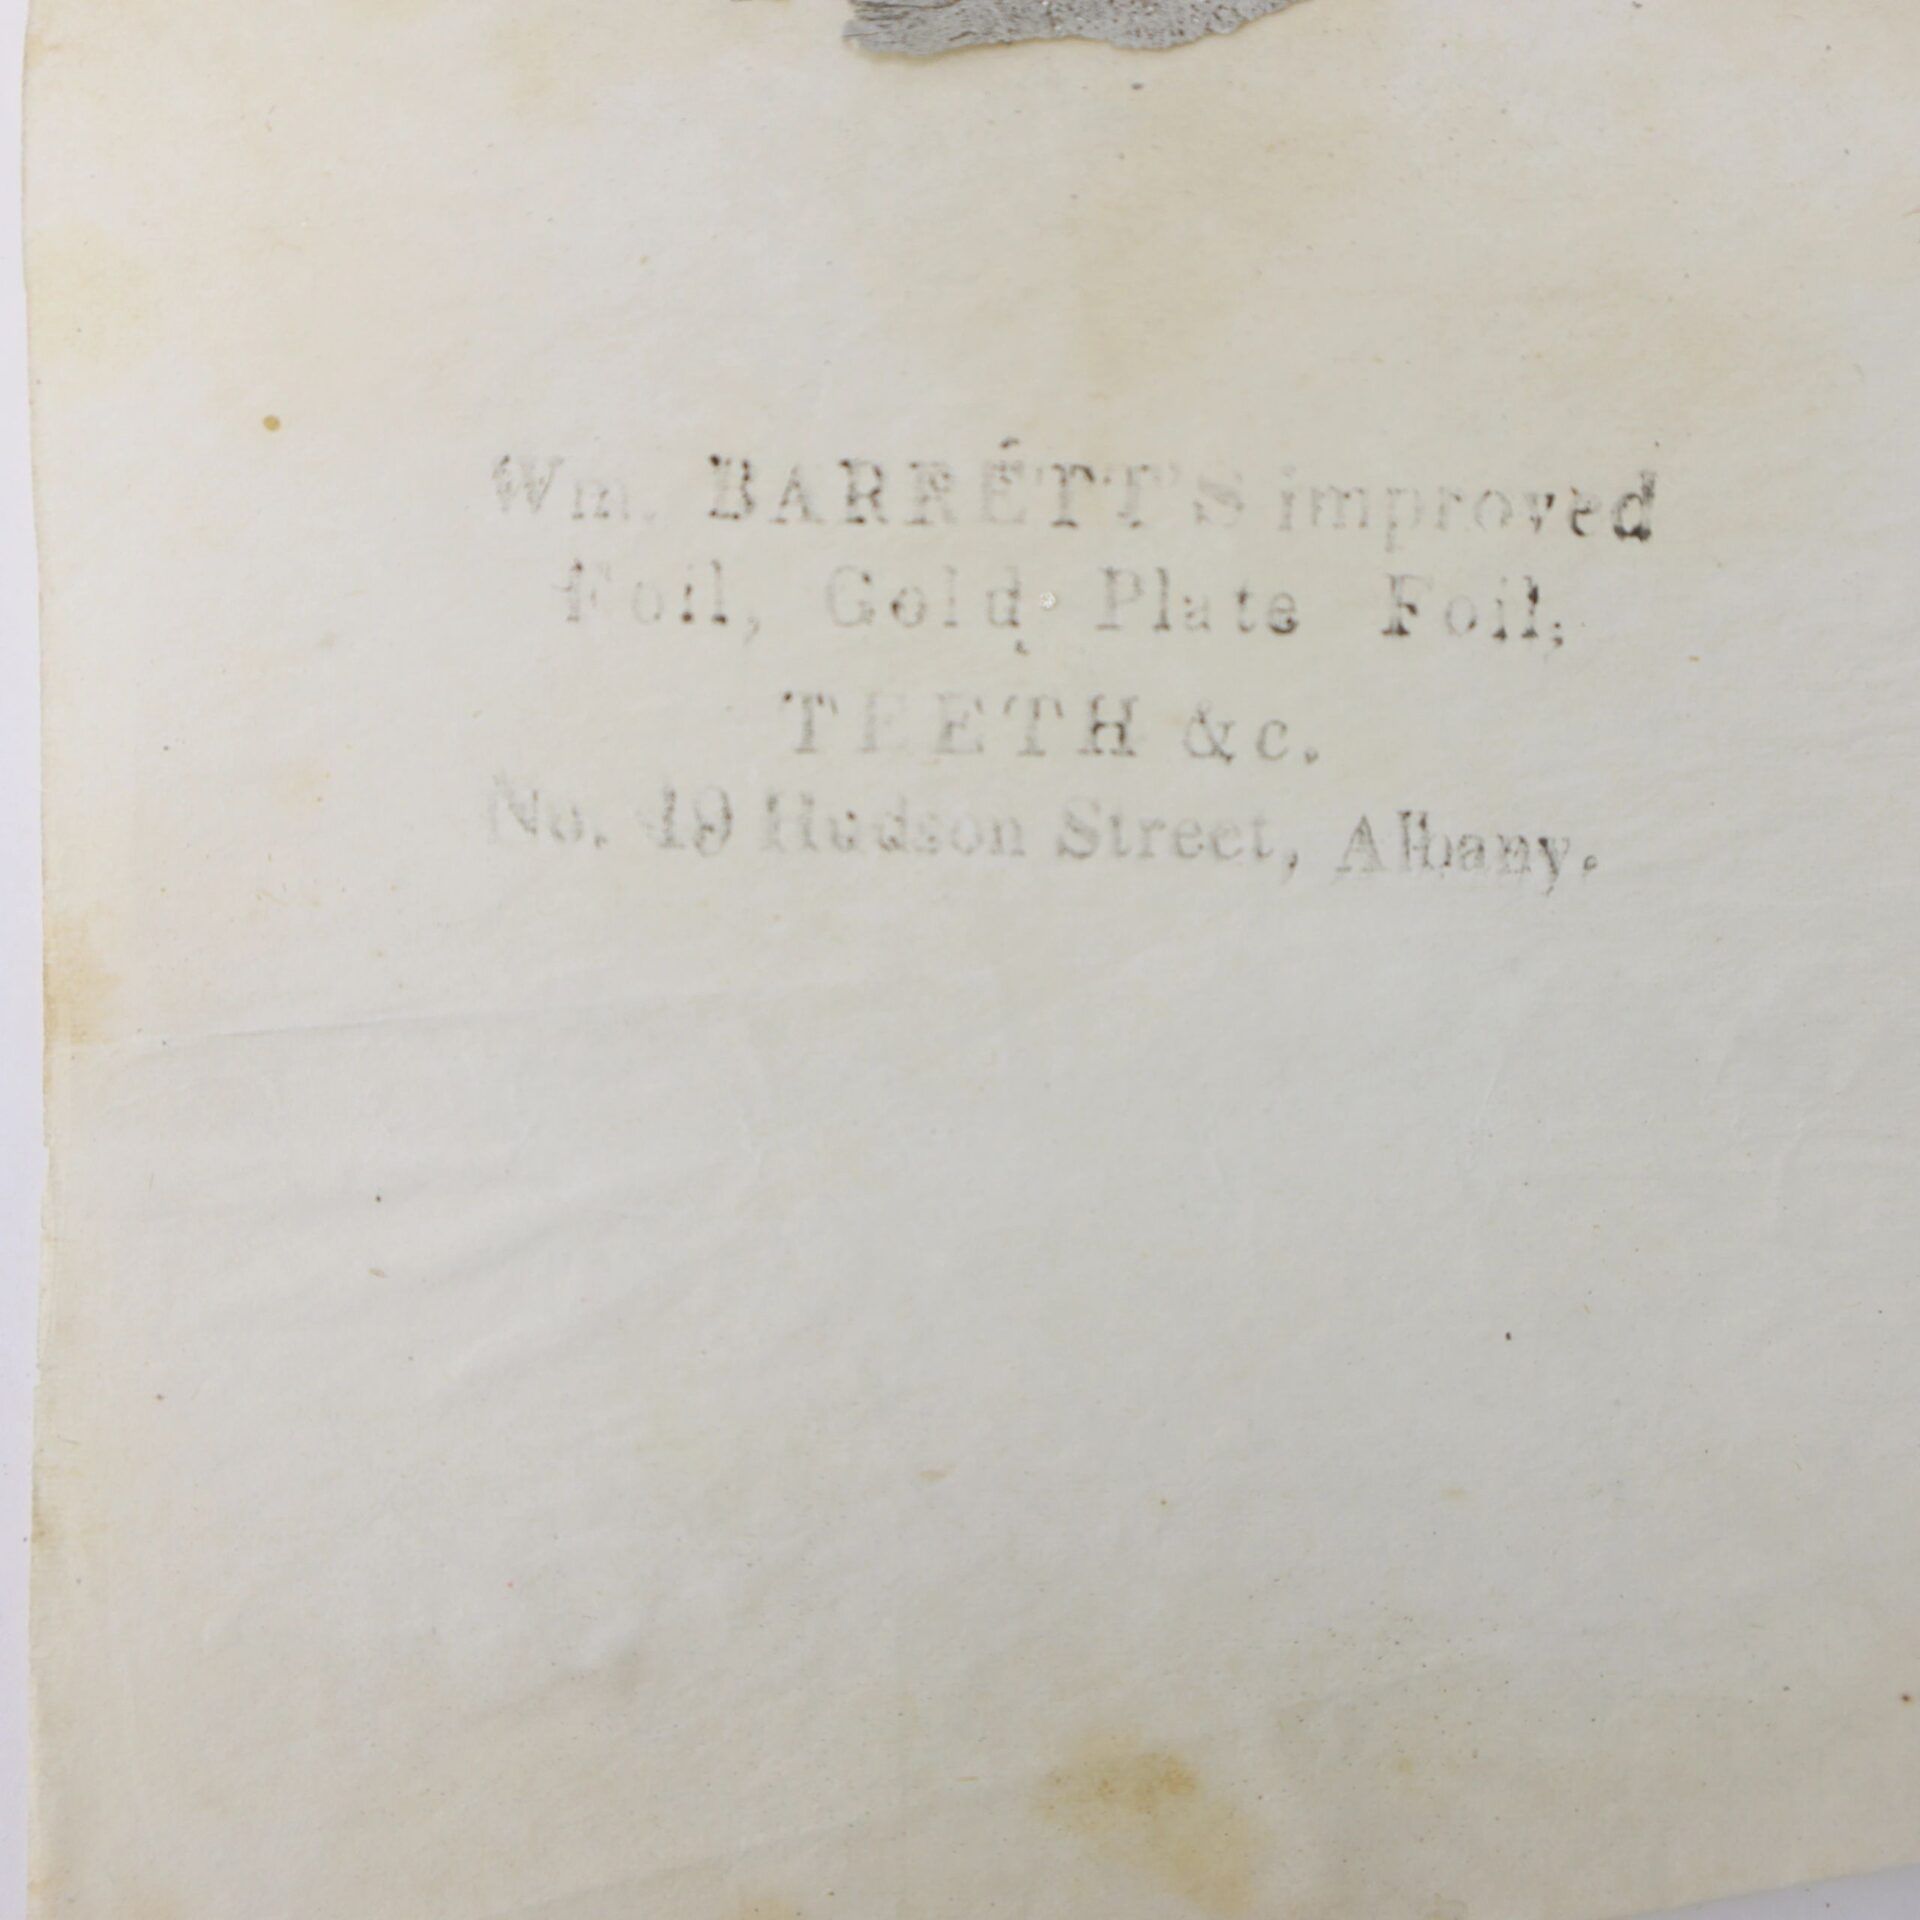 Wm. BARRETT'S improved
Foil, Gold Plate Foil,
TEETH &c.
No. 49 Hudson Street, Albany.